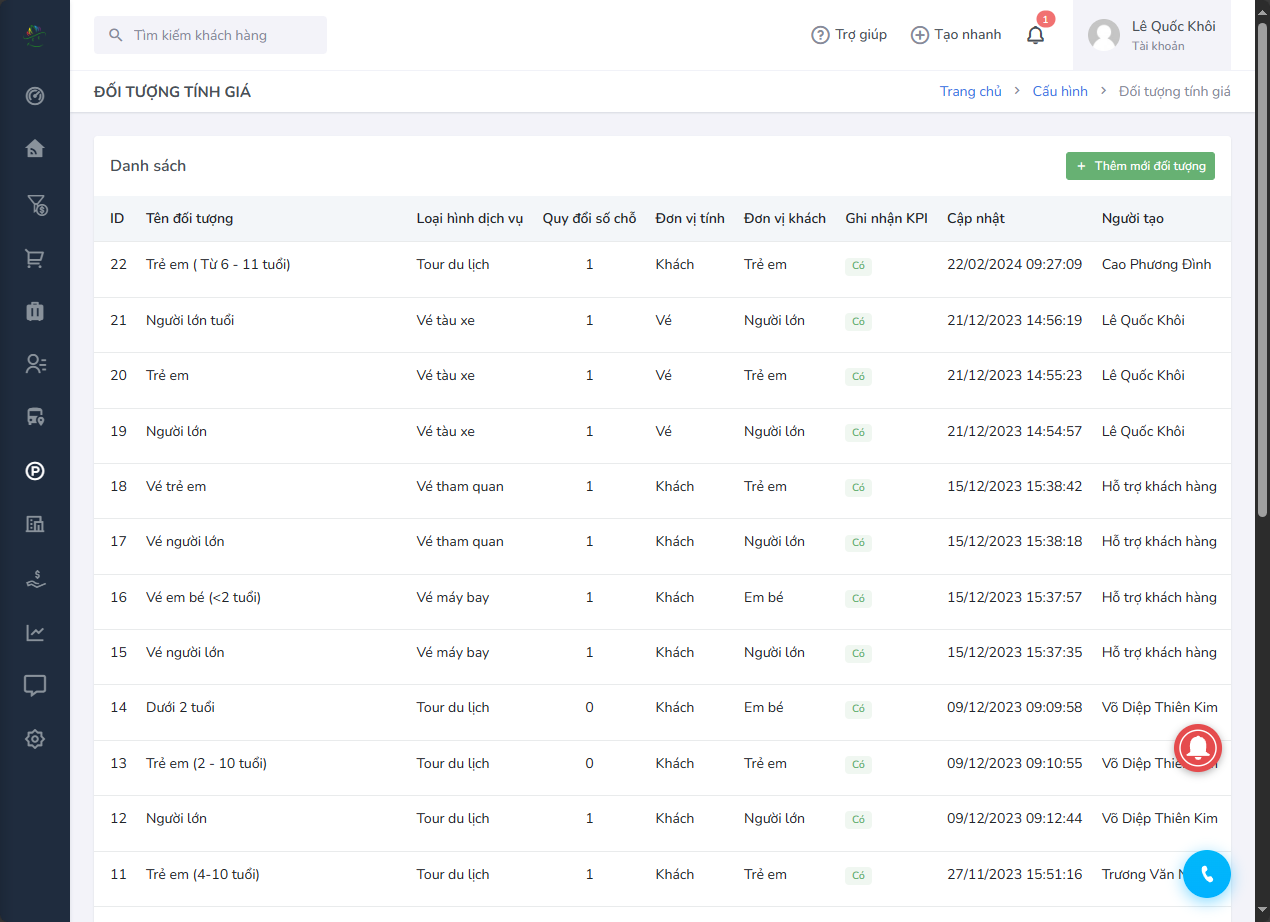 Tìm kiếm khách hàng
Trợ giúp
Tạo nhanh
1
Lê Quốc Khôi
Tài khoản
ĐỐI TƯỢNG TÍNH GIÁ
Trang chủ > Cấu hình > Đối tượng tính giá
Danh sách
+ Thêm mới đối tượng
ID Tên đối tượng Loại hình dịch vụ Quy đổi số chỗ Đơn vị tính Đơn vị khách Ghi nhận KPI Cập nhật Người tạo
22 Trẻ em ( Từ 6 - 11 tuổi) Tour du lịch 1 Khách Trẻ em Có 22/02/2024 09:27:09 Cao Phương Đình
21 Người lớn tuổi Vé tàu xe 1 Vé Người lớn Có 21/12/2023 14:56:19 Lê Quốc Khôi
20 Trẻ em Vé tàu xe 1 Vé Trẻ em Có 21/12/2023 14:55:23 Lê Quốc Khôi
19 Người lớn Vé tàu xe 1 Vé Người lớn Có 21/12/2023 14:54:57 Lê Quốc Khôi
18 Vé trẻ em Vé tham quan 1 Khách Trẻ em Có 15/12/2023 15:38:42 Hỗ trợ khách hàng
17 Vé người lớn Vé tham quan 1 Khách Người lớn Có 15/12/2023 15:38:18 Hỗ trợ khách hàng
16 Vé em bé (<2 tuổi) Vé máy bay 1 Khách Em bé Có 15/12/2023 15:37:57 Hỗ trợ khách hàng
15 Vé người lớn Vé máy bay 1 Khách Người lớn Có 15/12/2023 15:37:35 Hỗ trợ khách hàng
14 Dưới 2 tuổi Tour du lịch 0 Khách Em bé Có 09/12/2023 09:09:58 Võ Diệp Thiên Kim
13 Trẻ em (2 - 10 tuổi) Tour du lịch 0 Khách Trẻ em Có 09/12/2023 09:10:55 Võ Diệp
12 Người lớn Tour du lịch 1 Khách Người lớn Có 09/12/2023 09:12:44 Võ Diệp Thiên Kim
11 Trẻ em (4-10 tuổi) Tour du lịch 1 Khách Trẻ em Có 27/11/2023 15:51:16 Trương Văn